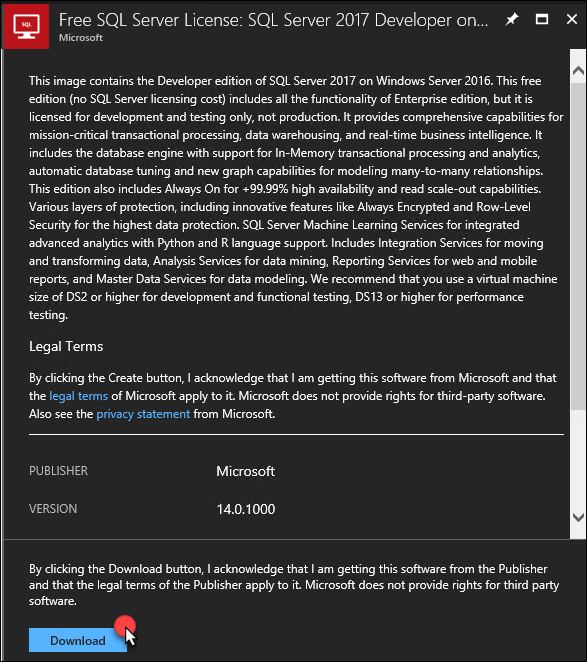 SQL
Free SQL Server License: SQL Server 2017 Developer on...
Microsoft
This image contains the Developer edition of SQL Server 2017 on Windows Server 2016. This free
edition (no SQL Server licensing cost) includes all the functionality of Enterprise edition, but it is
licensed for development and testing only, not production. It provides comprehensive capabilities for
mission-critical transactional processing, data warehousing, and real-time business intelligence. It
includes the database engine with support for In-Memory transactional processing and analytics,
automatic database tuning and new graph capabilities for modeling many-to-many relationships.
This edition also includes Always On for +99.99% high availability and read scale-out capabilities.
Various layers of protection, including innovative features like Always Encrypted and Row-Level
Security for the highest data protection. SQL Server Machine Learning Services for integrated
advanced analytics with Python and R language support. Includes Integration Services for moving
and transforming data, Analysis Services for data mining, Reporting Services for web and mobile
reports, and Master Data Services for data modeling. We recommend that you use a virtual machine
size of DS2 or higher for development and functional testing, DS13 or higher for performance
testing.
Legal Terms
By clicking the Create button, I acknowledge that I am getting this software from Microsoft and that
the legal terms of Microsoft apply to it. Microsoft does not provide rights for third-party software.
Also see the privacy statement from Microsoft.
PUBLISHER Microsoft
VERSION 14.0.1000
By clicking the Download button, I acknowledge that I am getting this software from the Publisher
and that the legal terms of the Publisher apply to it. Microsoft does not provide rights for third party
software.
Download